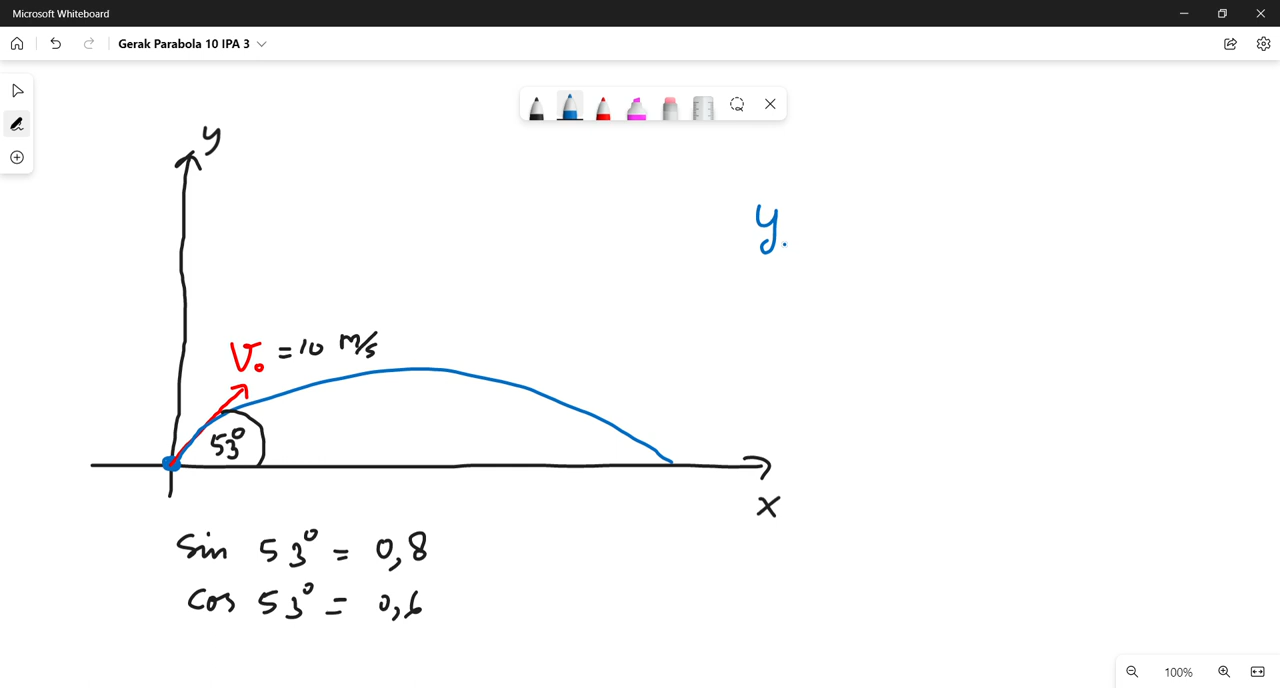 Microsoft Whiteboard
Gerak Parabola 10 IPA 3
y
y.
V₀ = 10 m/s
53°
x
sin 53° = 0,8
cos 53° = 0,6
100%